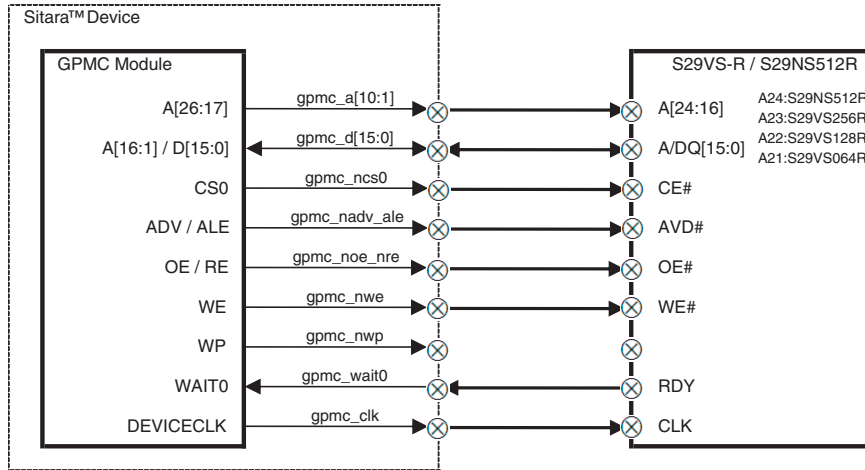 Sitara™ Device
GPMC Module
S29VS-R / S29NS512R
A[26:17]
gpmc_a[10:1]
A[24:16]
A24:S29NS512R
A23:S29VS256R
A22:S29VS128R
A21:S29VS064R
A[16:1] / D[15:0]
gpmc_d[15:0]
A/DQ[15:0]
CS0
gpmc_ncs0
CE#
ADV / ALE
gpmc_nadv_ale
AVD#
OE / RE
gpmc_noe_nre
OE#
WE
gpmc_nwe
WE#
WP
gpmc_nwp
WAIT0
gpmc_wait0
RDY
DEVICECLK
gpmc_clk
CLK